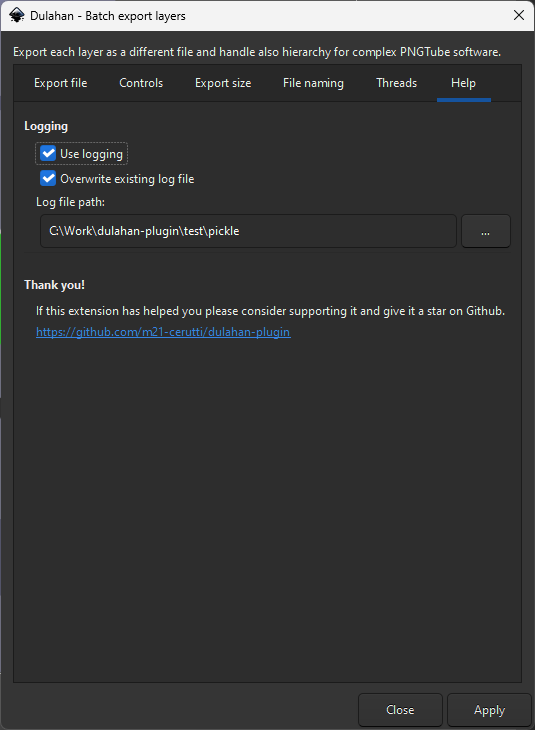 Dulahan - Batch export layers
Export each layer as a different file and handle also hierarchy for complex PNGTube software.
Export file Controls Export size File naming Threads Help
Logging
Use logging
Overwrite existing log file
Log file path:
C:\Work\dulahan-plugin\test\pickle ...
Thank you!
If this extension has helped you please consider supporting it and give it a star on Github.
https://github.com/m21-cerutti/dulahan-plugin
Close Apply